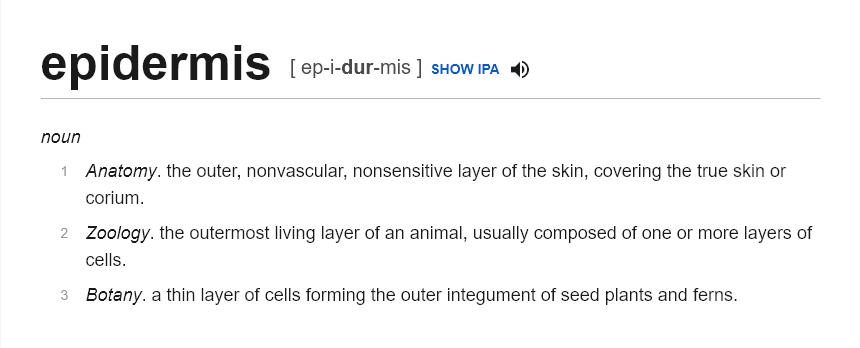 epidermis [ ep-i-dur-mis ] SHOW IPA
noun
1 Anatomy. the outer, nonvascular, nonsensitive layer of the skin, covering the true skin or
corium.
2 Zoology. the outermost living layer of an animal, usually composed of one or more layers of
cells.
3 Botany. a thin layer of cells forming the outer integument of seed plants and ferns.